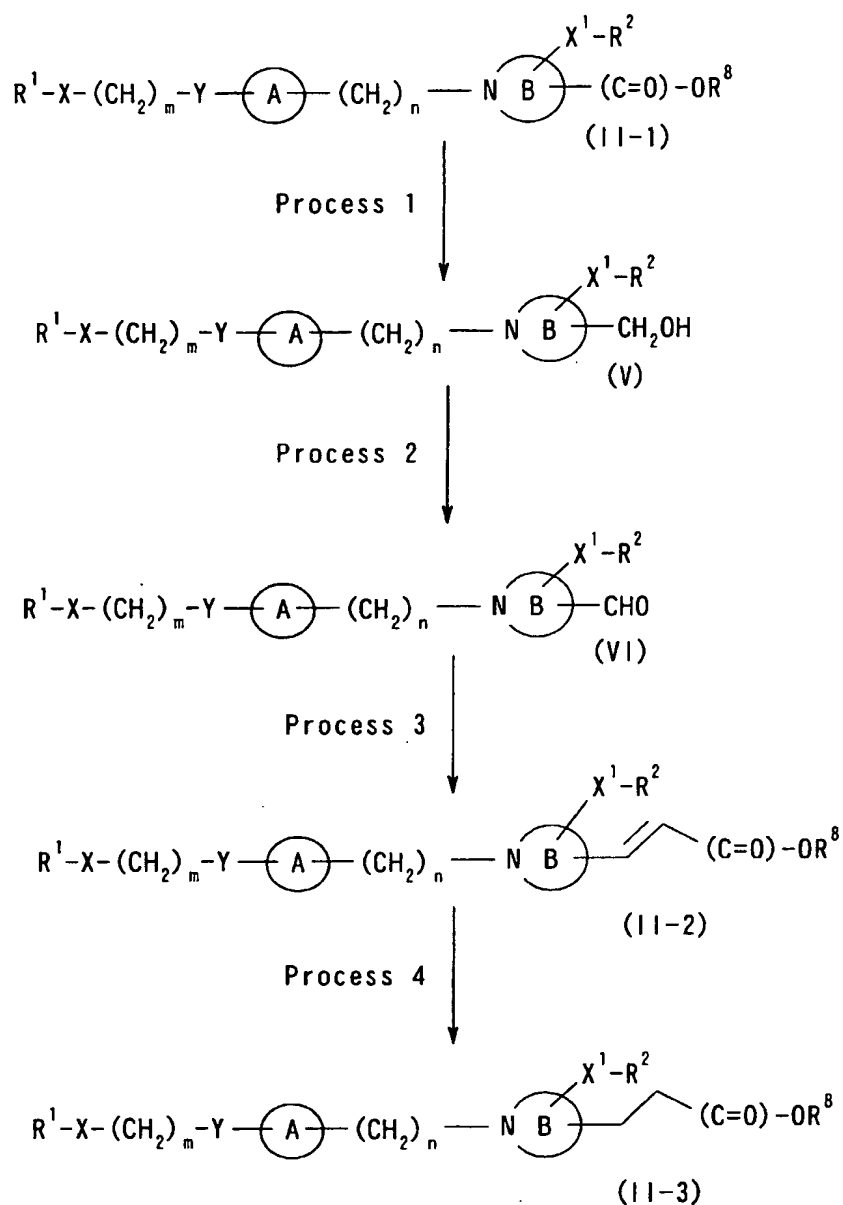 X¹-R²
R¹-X-(CH₂)ₘ-Y-A-(CH₂)ₙ-N B-(C=O)-OR⁸
(II-1)
Process 1
X¹-R²
R¹-X-(CH₂)ₘ-Y-A-(CH₂)ₙ-N B-CH₂OH
(V)
Process 2
X¹-R²
R¹-X-(CH₂)ₘ-Y-A-(CH₂)ₙ-N B-CHO
(VI)
Process 3
X¹-R²
R¹-X-(CH₂)ₘ-Y-A-(CH₂)ₙ-N B (C=O)-OR⁸
(II-2)
Process 4
X¹-R²
R¹-X-(CH₂)ₘ-Y-A-(CH₂)ₙ-N B (C=O)-OR⁸
(II-3)